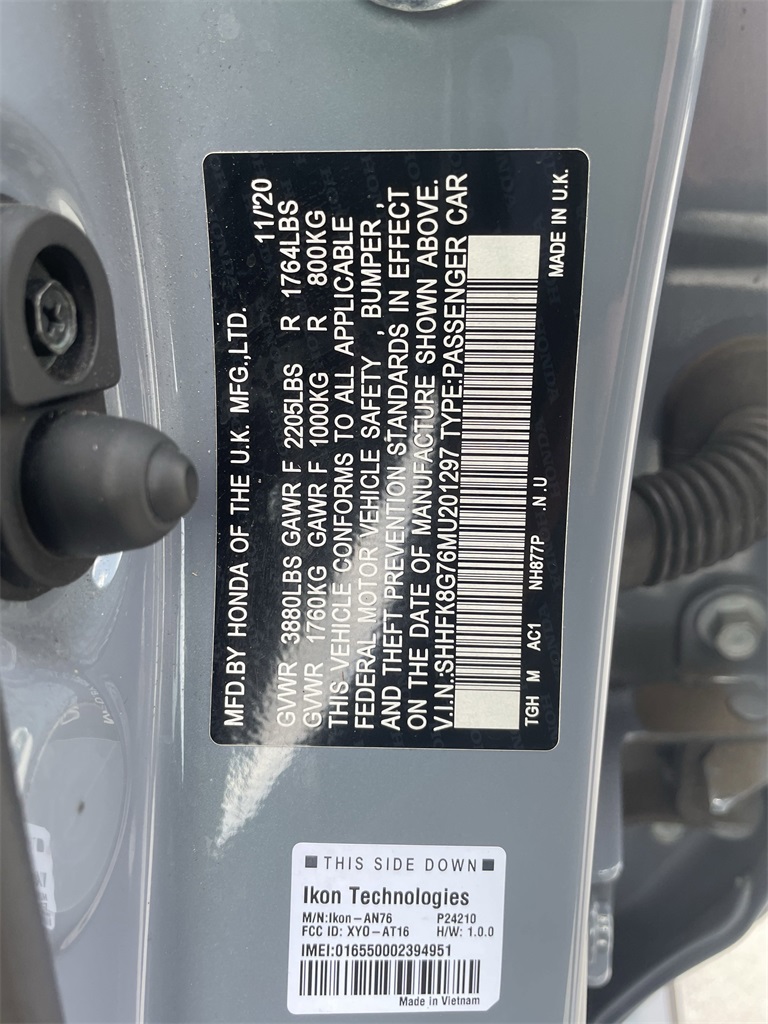 MFD.BY HONDA OF THE U.K. MFG.,LTD. 11/'20
GVWR 3880LBS GAWR F 2205LBS R 1764LBS
GVWR 1760KG GAWR F 1000KG R 800KG
THIS VEHICLE CONFORMS TO ALL APPLICABLE
FEDERAL MOTOR VEHICLE SAFETY , BUMPER ,
AND THEFT PREVENTION STANDARDS IN EFFECT
ON THE DATE OF MANUFACTURE SHOWN ABOVE.
V.I.N.:SHHFK8G76MU201297 TYPE:PASSENGER CAR
TGH M AC1 NH877P .N.U MADE IN U.K.
THIS SIDE DOWN
Ikon Technologies
M/N:Ikon-AN76 P24210
FCC ID: XYO-AT16 H/W: 1.0.0
IMEI:016550002394951
Made in Vietnam